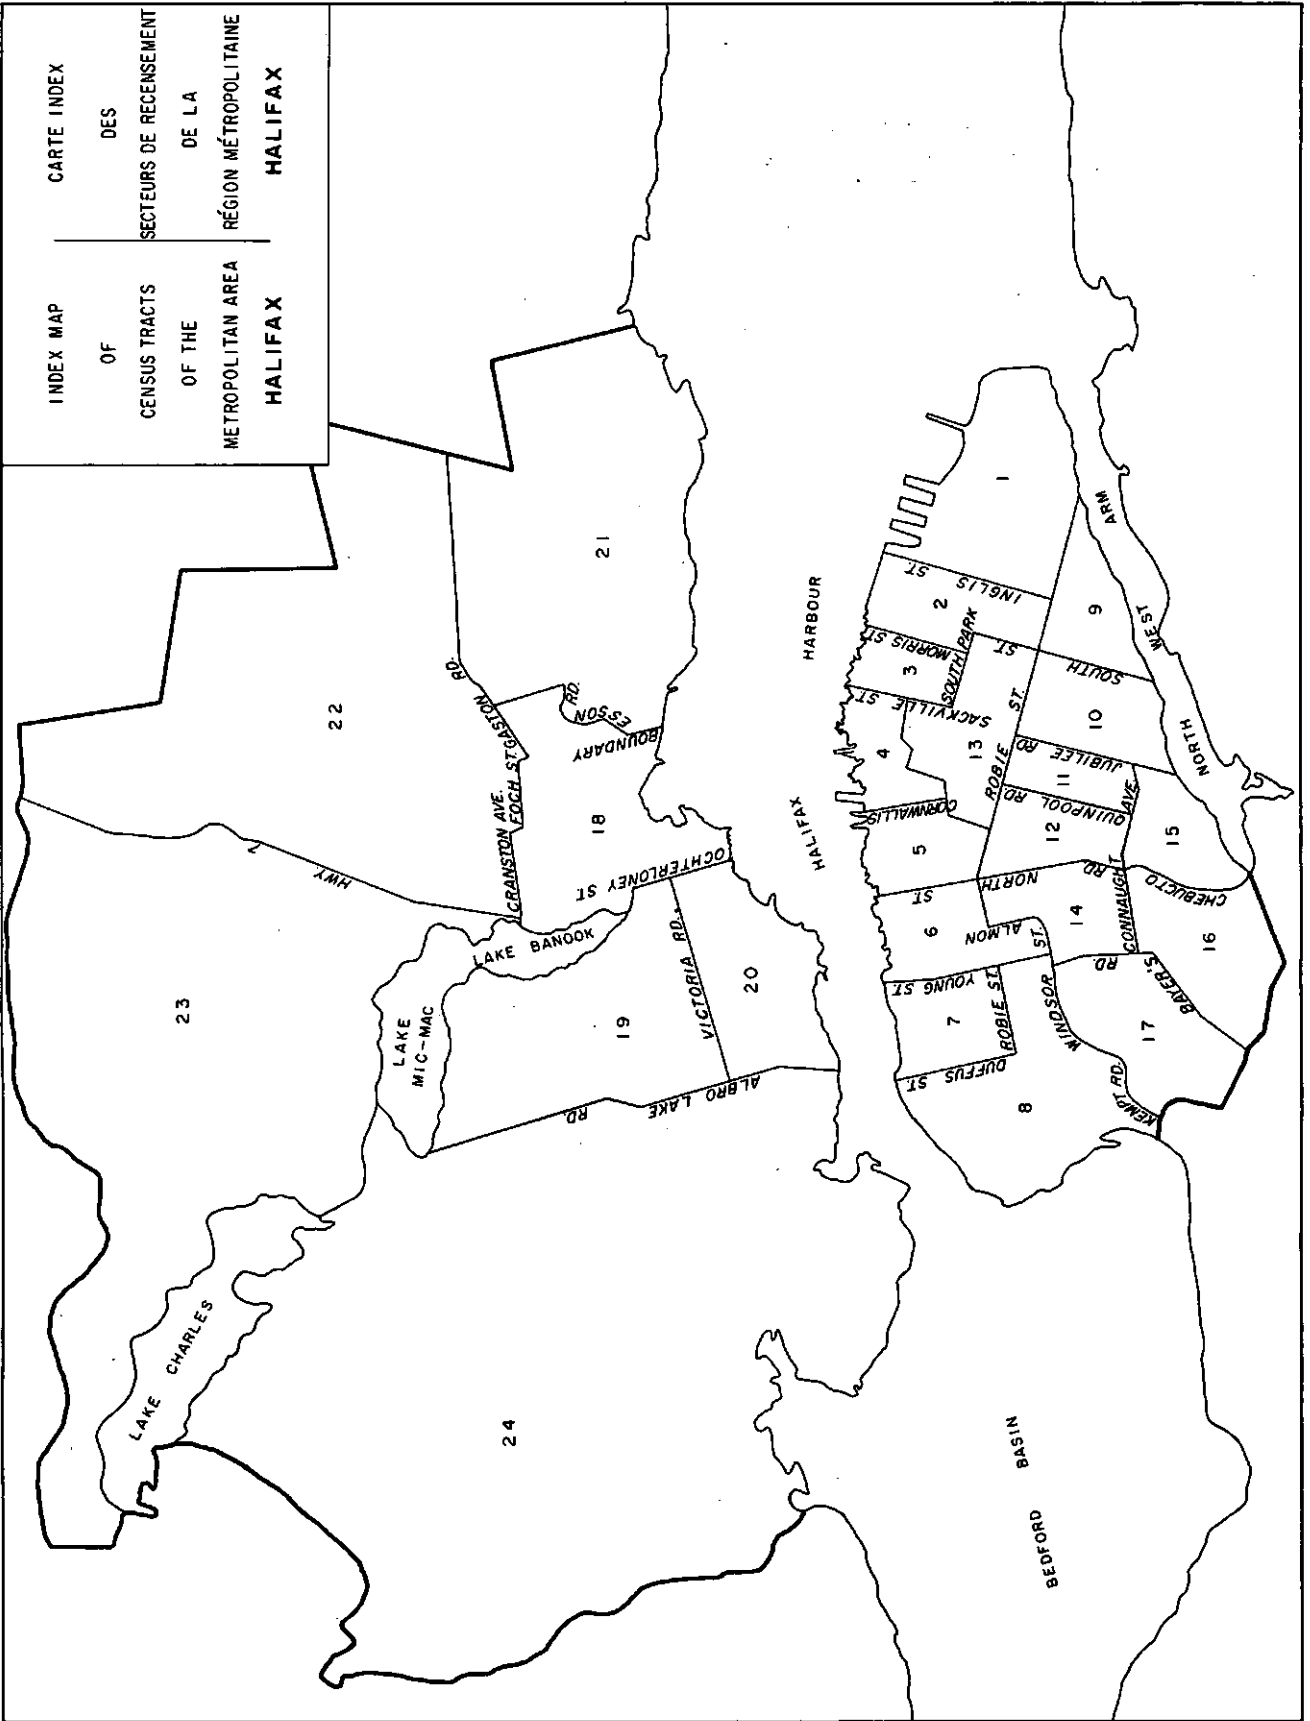 INDEX MAP
OF
CENSUS TRACTS
OF THE
METROPOLITAN AREA
HALIFAX
CARTE INDEX
DES
SECTEURS DE RECENSEMENT
DE LA
RÉGION MÉTROPOLITAINE
HALIFAX
23
22
HWY. 7
LAKE CHARLES
LAKE
MIC-MAC
LAKE BANOOK
CRANSTON AVE.
FOCH ST.
GASTON RD.
21
ESSON RD.
BOUNDARY
18
OCHTERLONEY ST.
19
VICTORIA RD.
20
ALBRO LAKE RD.
24
HALIFAX HARBOUR
BEDFORD BASIN
1
INGLIS ST.
2
MORRIS ST.
3
SOUTH PARK ST.
SACKVILLE ST.
4
13
CORNWALLIS
5
ROBIE ST.
NORTH ST.
6
ALMON ST.
YOUNG ST.
7
ROBIE ST.
DUFFUS ST.
8
WINDSOR
KEMPT RD.
17
BAYER'S RD.
16
CONNAUGHT AVE.
14
CHEBUCTO RD.
15
12
QUINPOOL RD.
11
JUBILEE RD
10
SOUTH
9
NORTH WEST ARM